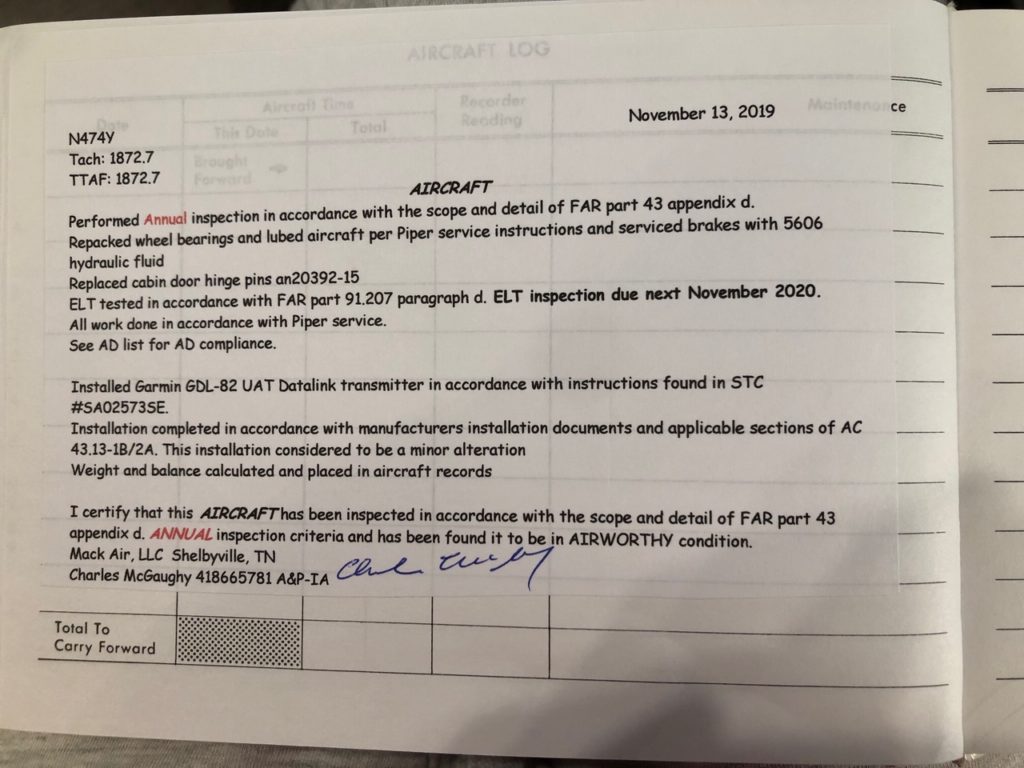 AIRCRAFT LOG
Date
Aircraft Time
Recorder Reading
Maintenance
This Date
Total
Brought Forward
November 13, 2019
N474Y
Tach: 1872.7
TTAF: 1872.7
AIRCRAFT
Performed Annual inspection in accordance with the scope and detail of FAR part 43 appendix d.
Repacked wheel bearings and lubed aircraft per Piper service instructions and serviced brakes with 5606
hydraulic fluid
Replaced cabin door hinge pins an20392-15
ELT tested in accordance with FAR part 91.207 paragraph d. ELT inspection due next November 2020.
All work done in accordance with Piper service.
See AD list for AD compliance.
Installed Garmin GDL-82 UAT Datalink transmitter in accordance with instructions found in STC
#SA02573SE.
Installation completed in accordance with manufacturers installation documents and applicable sections of AC
43.13-1B/2A. This installation considered to be a minor alteration
Weight and balance calculated and placed in aircraft records
I certify that this AIRCRAFT has been inspected in accordance with the scope and detail of FAR part 43
appendix d. ANNUAL inspection criteria and has been found it to be in AIRWORTHY condition.
Mack Air, LLC Shelbyville, TN
Charles McGaughy 418665781 A&P-IA
Total To
Carry Forward